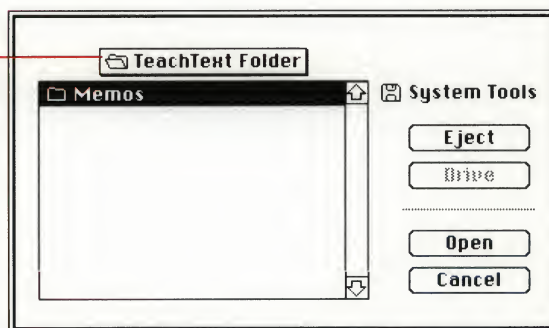 TeachText Folder
Memos
System Tools
Eject
Drive
Open
Cancel